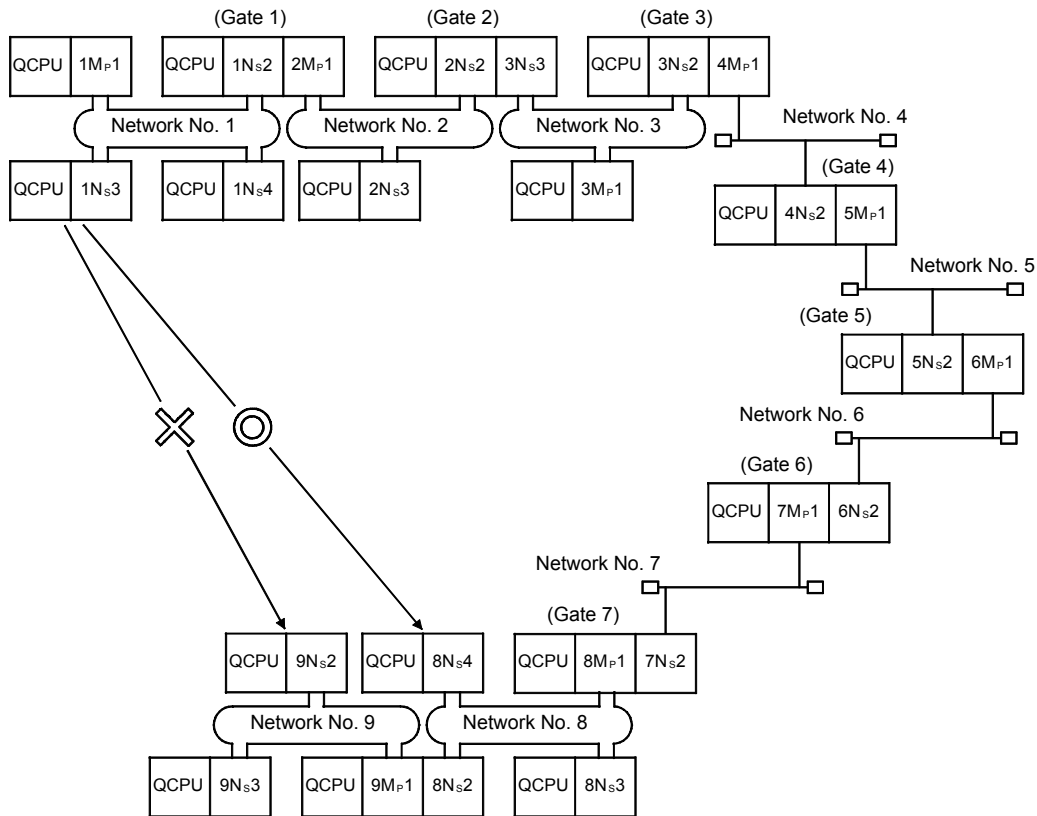 (Gate 1) (Gate 2) (Gate 3)
QCPU 1MP1 QCPU 1NS2 2MP1 QCPU 2NS2 3NS3 QCPU 3NS2 4MP1
Network No. 1 Network No. 2 Network No. 3 Network No. 4
QCPU 1NS3 QCPU 1NS4 QCPU 2NS3 QCPU 3MP1
(Gate 4)
QCPU 4NS2 5MP1
Network No. 5
(Gate 5)
QCPU 5NS2 6MP1
Network No. 6
(Gate 6)
QCPU 7MP1 6NS2
Network No. 7
(Gate 7)
QCPU 9NS2 QCPU 8NS4 QCPU 8MP1 7NS2
Network No. 9 Network No. 8
QCPU 9NS3 QCPU 9MP1 8NS2 QCPU 8NS3